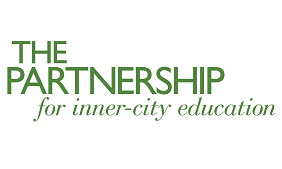 THE
PARTNERSHIP
for inner-city education